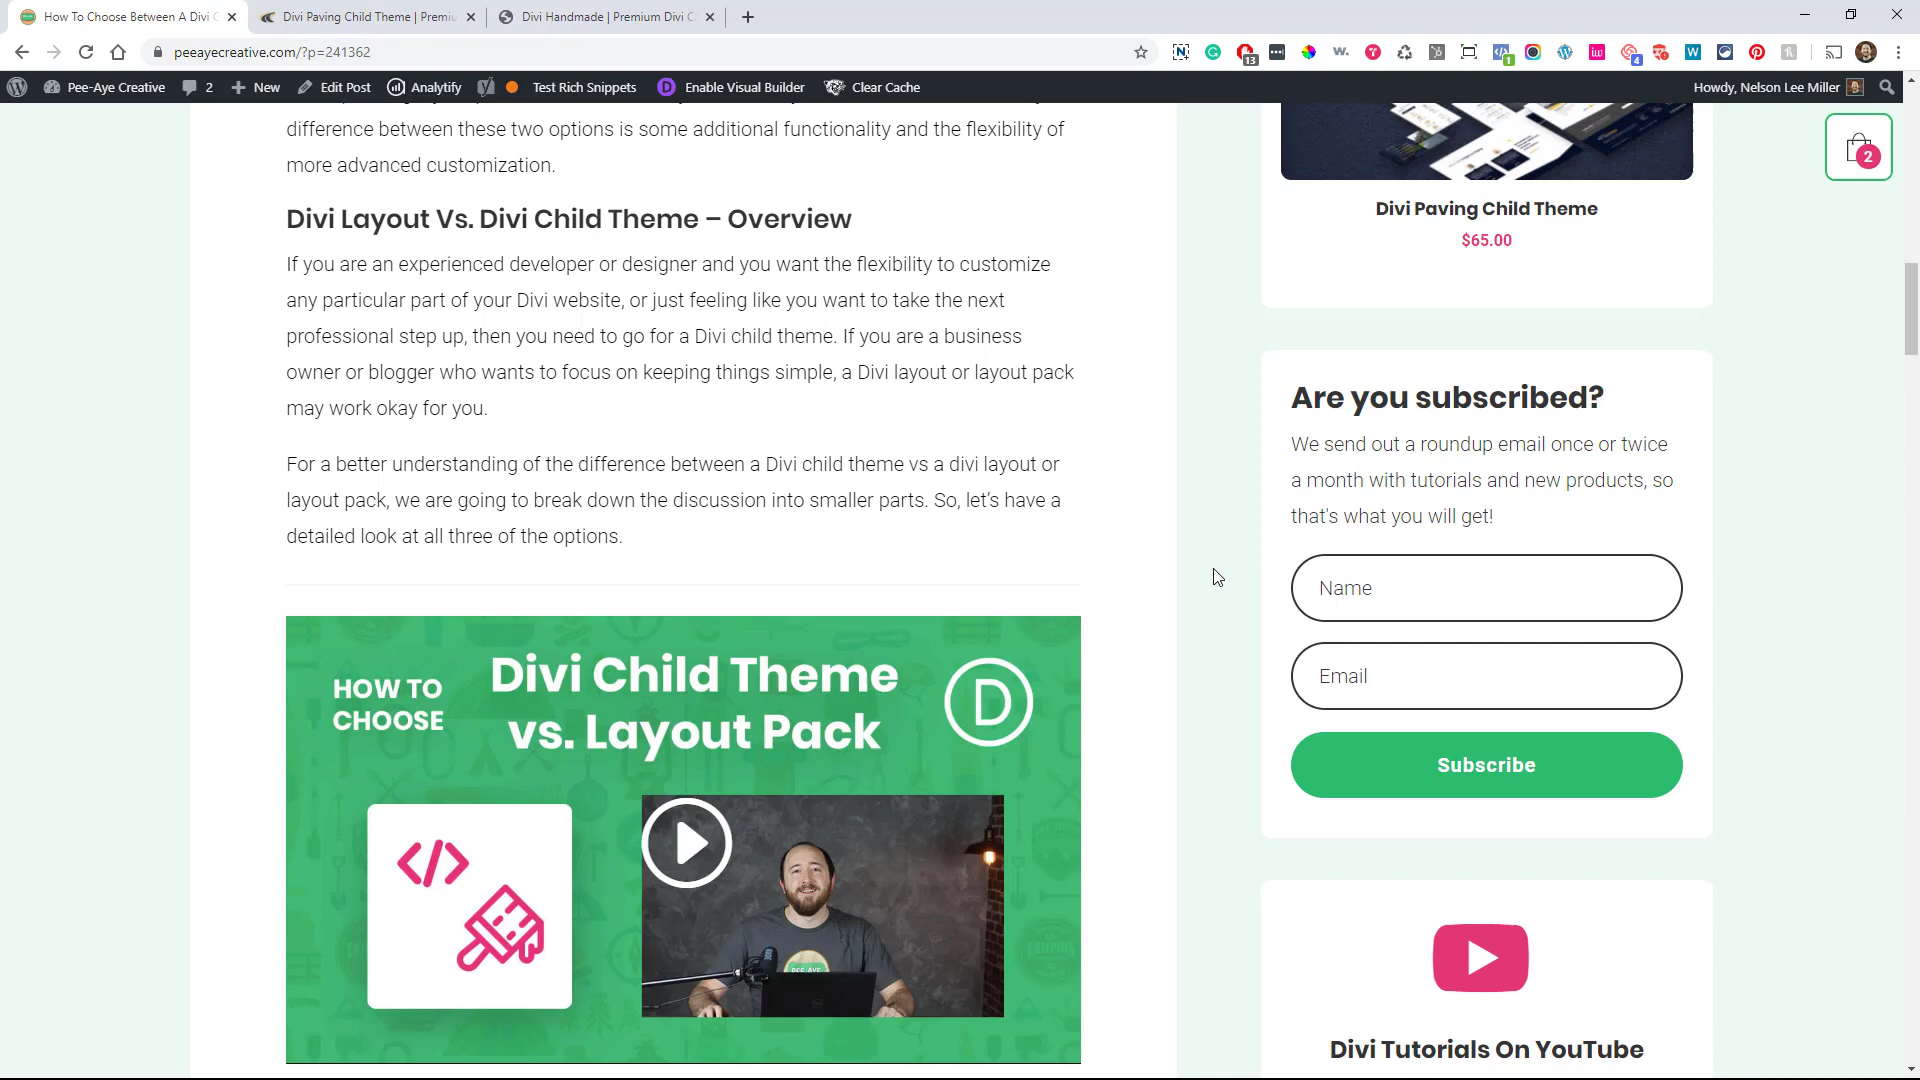 How To Choose Between A Divi C
Divi Paving Child Theme | Premiu
Divi Handmade | Premium Divi C
peeayecreative.com/?p=241362
13
1
4
Pee-Aye Creative
2
New
Edit Post
Analytify
Test Rich Snippets
Enable Visual Builder
Clear Cache
Howdy, Nelson Lee Miller
difference between these two options is some additional functionality and the flexibility of
more advanced customization.
Divi Layout Vs. Divi Child Theme – Overview
If you are an experienced developer or designer and you want the flexibility to customize
any particular part of your Divi website, or just feeling like you want to take the next
professional step up, then you need to go for a Divi child theme. If you are a business
owner or blogger who wants to focus on keeping things simple, a Divi layout or layout pack
may work okay for you.
For a better understanding of the difference between a Divi child theme vs a divi layout or
layout pack, we are going to break down the discussion into smaller parts. So, let's have a
detailed look at all three of the options.
HOW TO
CHOOSE
Divi Child Theme
vs. Layout Pack
D
PEE-AYE
2
Divi Paving Child Theme
$65.00
Are you subscribed?
We send out a roundup email once or twice
a month with tutorials and new products, so
that's what you will get!
Name
Email
Subscribe
Divi Tutorials On YouTube